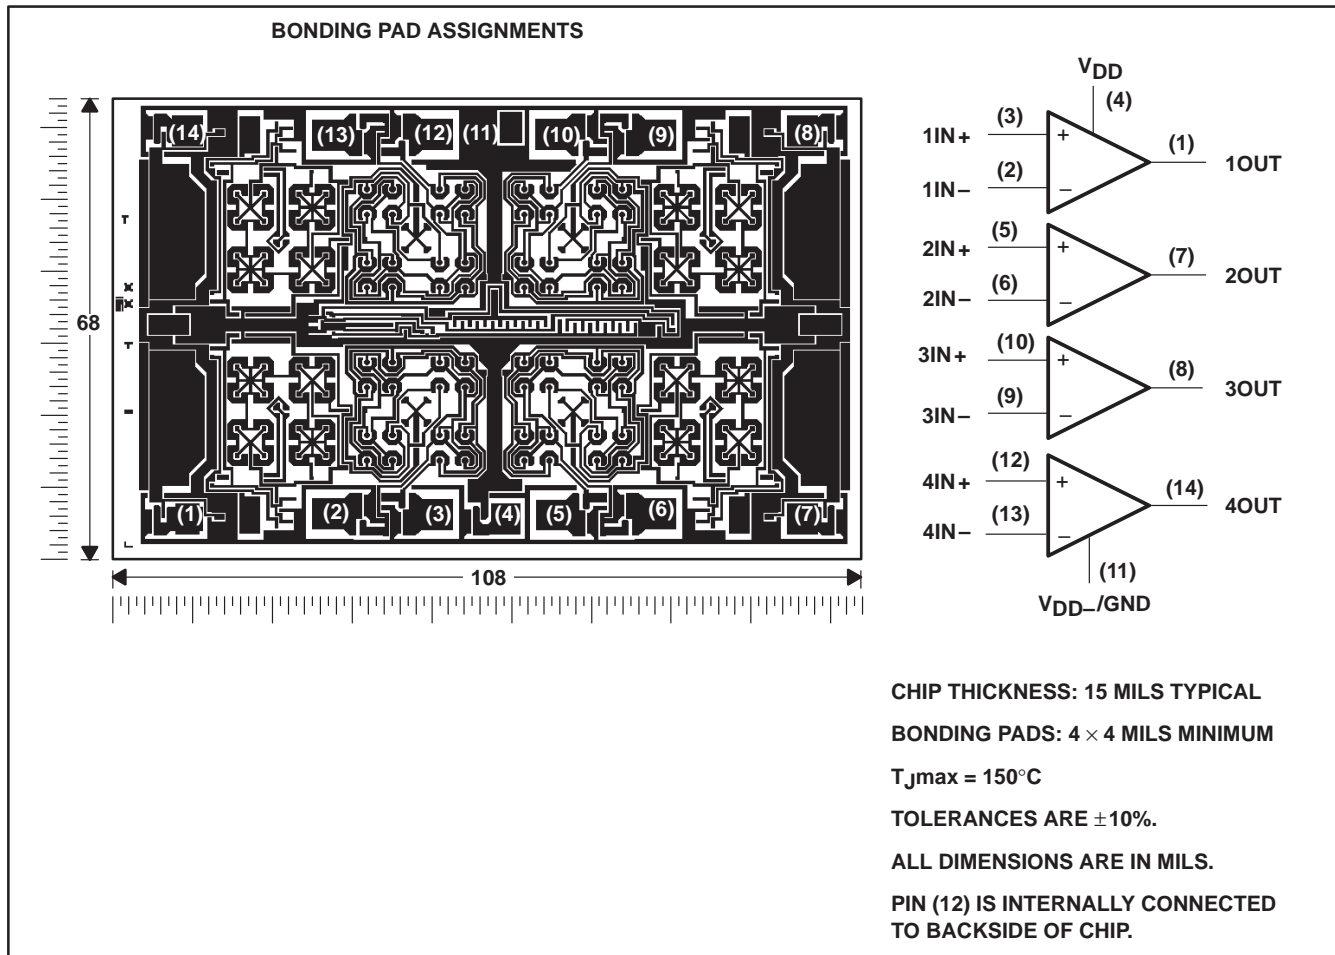 BONDING PAD ASSIGNMENTS
(14) (13) (12) (11) (10) (9) (8)
68
(1) (2) (3) (4) (5) (6) (7)
108
VDD
(4)
(3)
1IN+
+
(1)
1OUT
(2)
1IN−
−
(5)
2IN+
+
(7)
2OUT
(6)
2IN−
−
(10)
3IN+
+
(8)
3OUT
(9)
3IN−
−
(12)
4IN+
+
(14)
4OUT
(13)
4IN−
−
(11)
VDD−/GND
CHIP THICKNESS: 15 MILS TYPICAL
BONDING PADS: 4 × 4 MILS MINIMUM
TJmax = 150°C
TOLERANCES ARE ±10%.
ALL DIMENSIONS ARE IN MILS.
PIN (12) IS INTERNALLY CONNECTED
TO BACKSIDE OF CHIP.